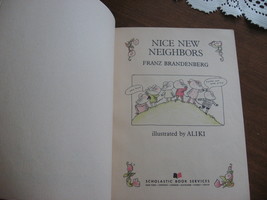 NICE NEW
NEIGHBORS
FRANZ BRANDENBERG
illustrated by ALIKI
SCHOLASTIC BOOK SERVICES